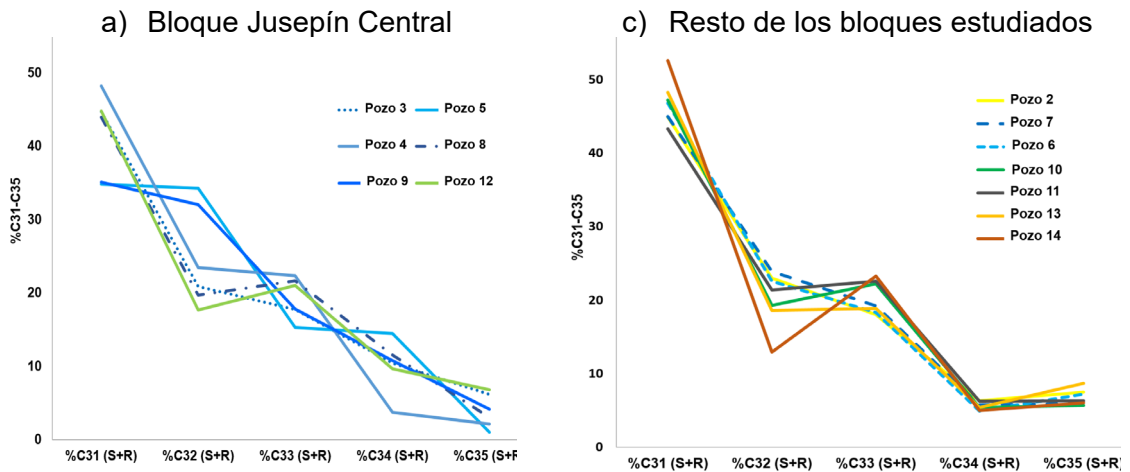 a) Bloque Jusepín Central
50
40
30
20
10
0
%C31-C35
Pozo 3 Pozo 5
Pozo 4 Pozo 8
Pozo 9 Pozo 12
%C31 (S+R) %C32 (S+R) %C33 (S+R) %C34 (S+R) %C35 (S+R)
c) Resto de los bloques estudiados
50
40
30
20
10
0
%C31-C35
Pozo 2
Pozo 7
Pozo 6
Pozo 10
Pozo 11
Pozo 13
Pozo 14
%C31 (S+R) %C32 (S+R) %C33 (S+R) %C34 (S+R) %C35 (S+R)